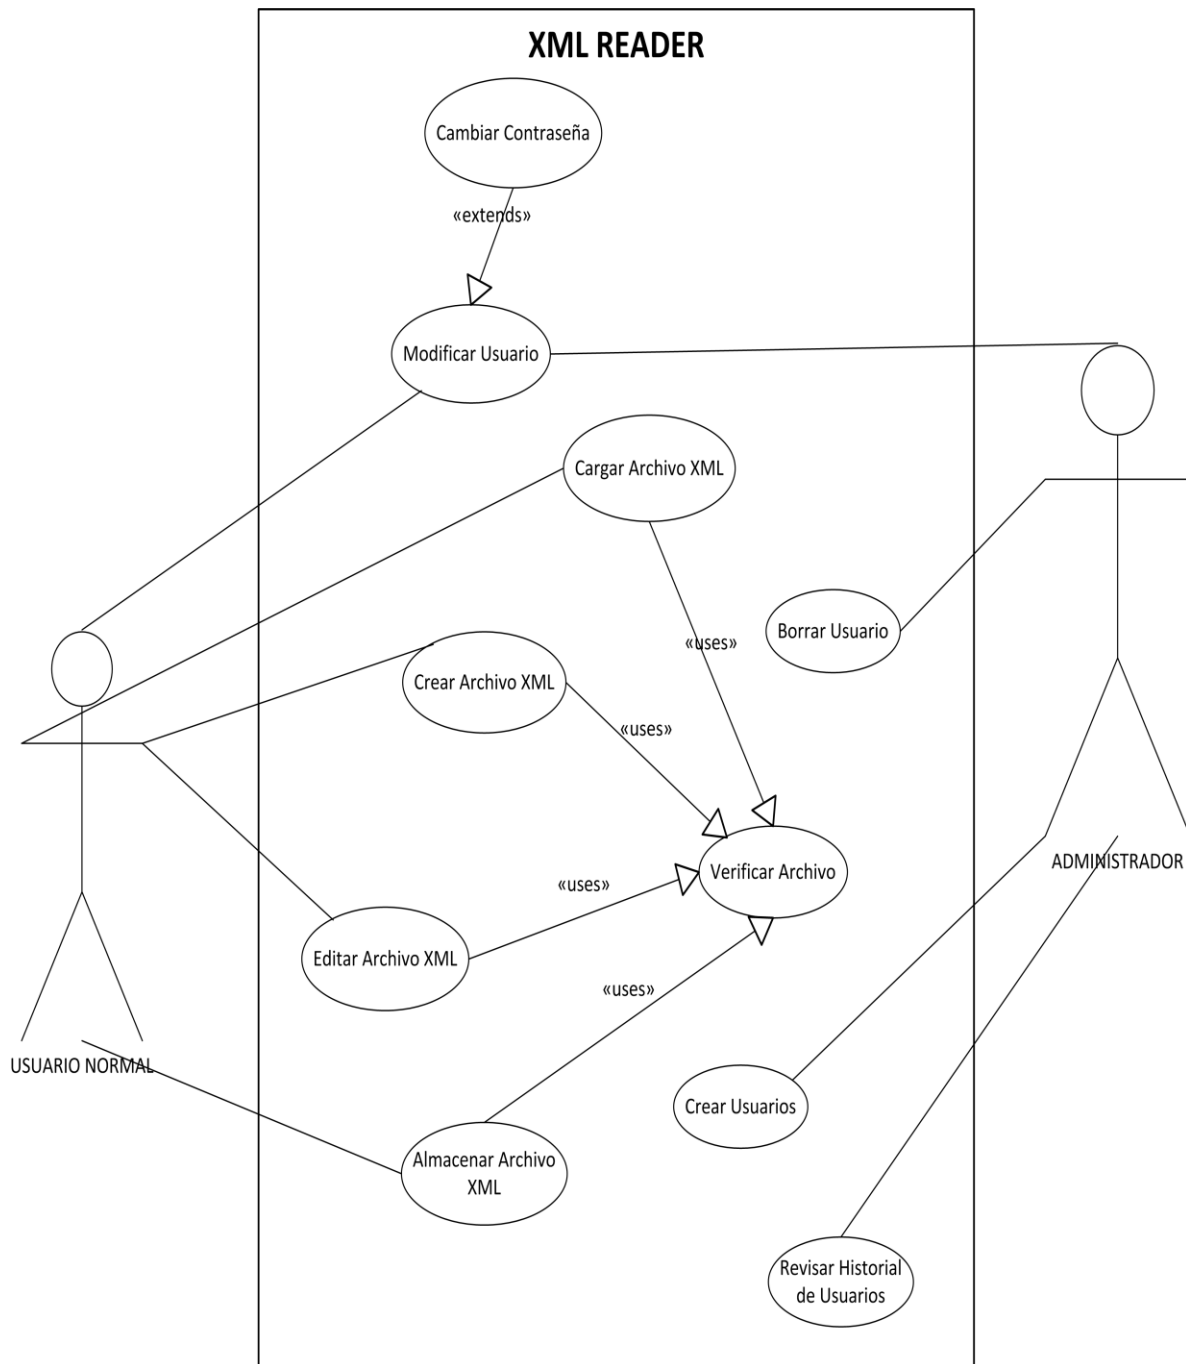 XML READER
Cambiar Contraseña
«extends»
Modificar Usuario
Cargar Archivo XML
Borrar Usuario
«uses»
Crear Archivo XML
«uses»
Verificar Archivo
ADMINISTRADOR
«uses»
Editar Archivo XML
«uses»
USUARIO NORMAL
Crear Usuarios
Almacenar Archivo
XML
Revisar Historial
de Usuarios